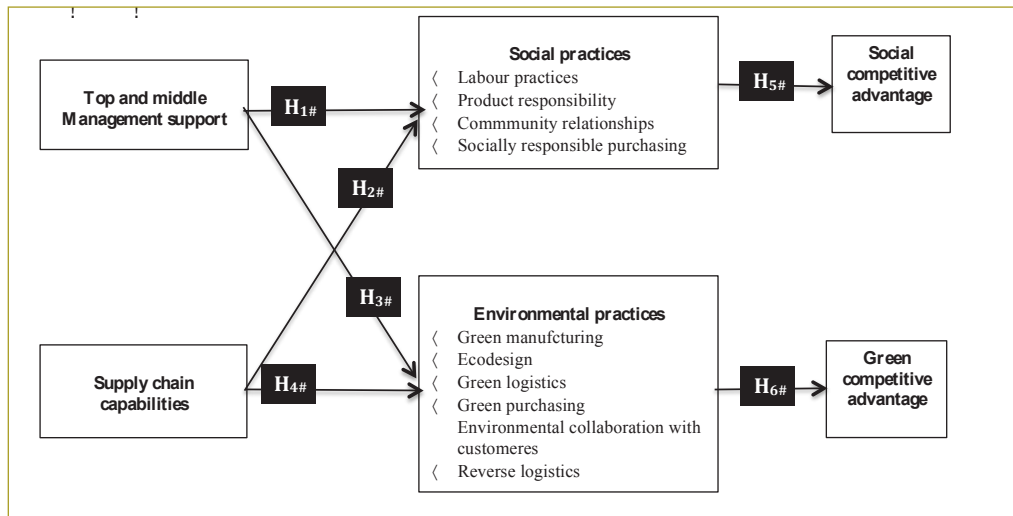 ! !
Top and middle
Management support
Supply chain
capabilities
H1#
H2#
H3#
H4#
Social practices
〈 Labour practices
〈 Product responsibility
〈 Commmunity relationships
〈 Socially responsible purchasing
Environmental practices
〈 Green manufcturing
〈 Ecodesign
〈 Green logistics
〈 Green purchasing
Environmental collaboration with
customeres
〈 Reverse logistics
H5#
H6#
Social
competitive
advantage
Green
competitive
advantage